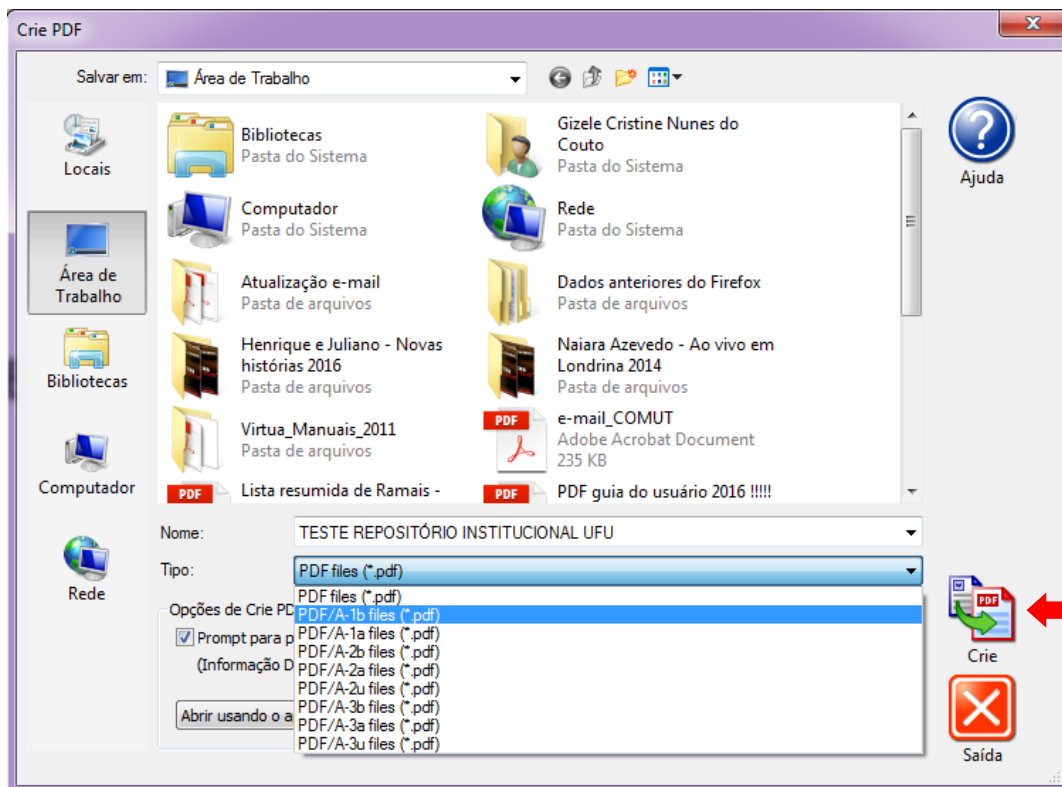 Crie PDF
Salvar em:
Área de Trabalho
Locais
Área de
Trabalho
Bibliotecas
Computador
Rede
Bibliotecas
Pasta do Sistema
Gizele Cristine Nunes do
Couto
Pasta do Sistema
Computador
Pasta do Sistema
Rede
Pasta do Sistema
Atualização e-mail
Pasta de arquivos
Dados anteriores do Firefox
Pasta de arquivos
Henrique e Juliano - Novas
histórias 2016
Pasta de arquivos
Naiara Azevedo - Ao vivo em
Londrina 2014
Pasta de arquivos
Virtua_Manuais_2011
Pasta de arquivos
PDF
e-mail_COMUT
Adobe Acrobat Document
235 KB
PDF
Lista resumida de Ramais -
PDF
PDF guia do usuário 2016 !!!!!
Nome:
TESTE REPOSITÓRIO INSTITUCIONAL UFU
Tipo:
PDF files (*.pdf)
PDF files (*.pdf)
PDF/A-1b files (*.pdf)
PDF/A-1a files (*.pdf)
PDF/A-2b files (*.pdf)
PDF/A-2a files (*.pdf)
PDF/A-2u files (*.pdf)
PDF/A-3b files (*.pdf)
PDF/A-3a files (*.pdf)
PDF/A-3u files (*.pdf)
Opções de Crie PD
Prompt para p
(Informação D
Abrir usando o a
Ajuda
PDF
Crie
Saída